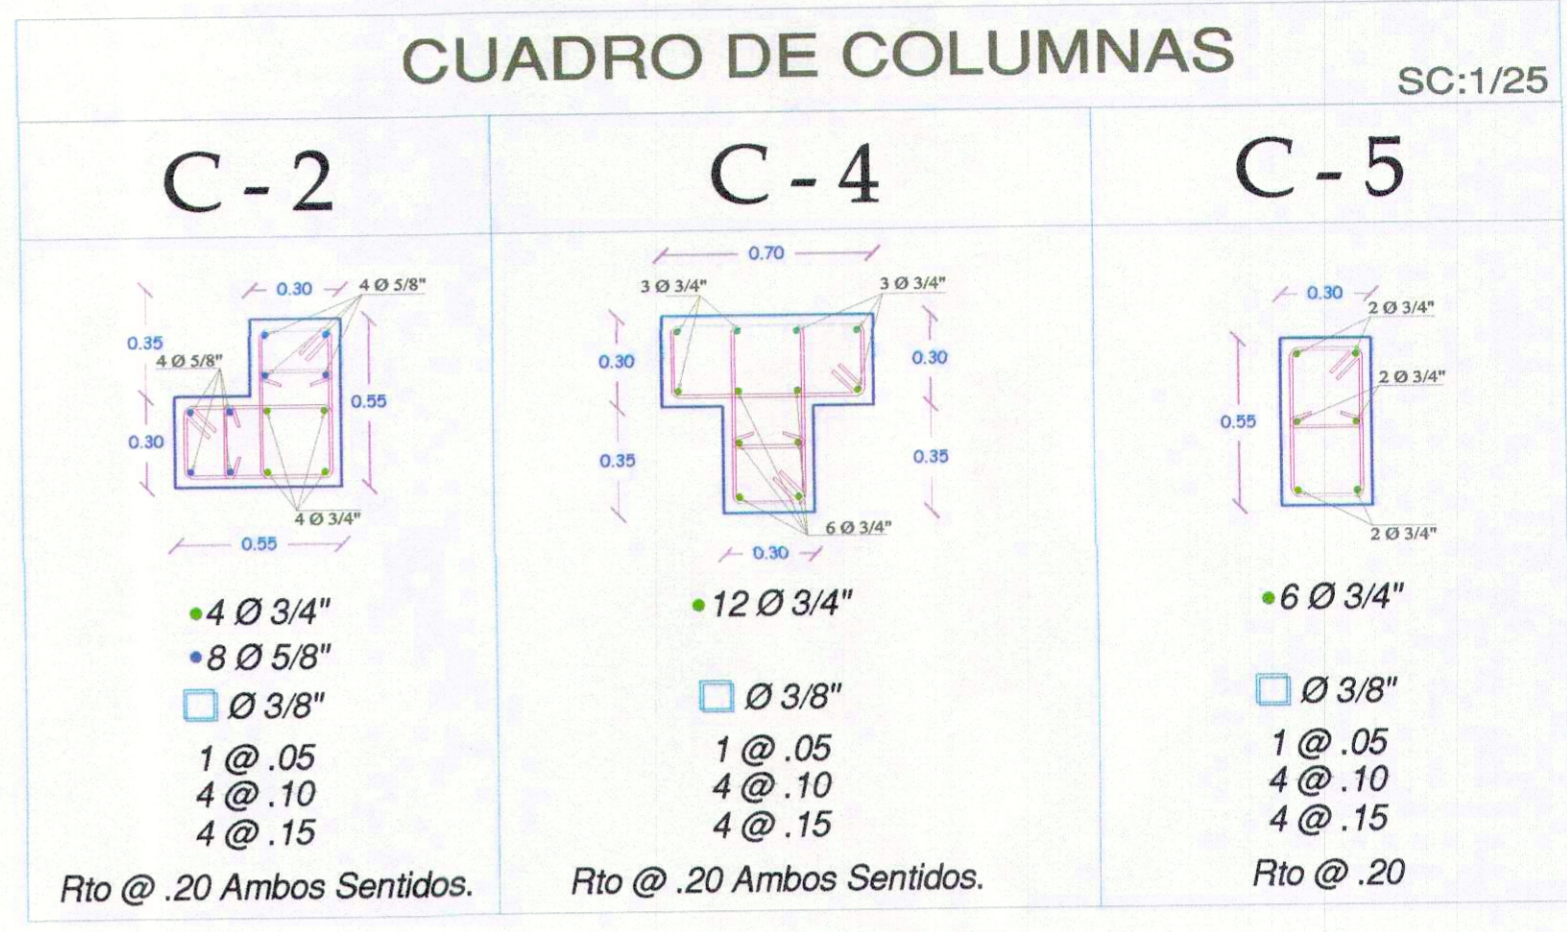 CUADRO DE COLUMNAS
SC:1/25
C - 2
C - 4
C - 5
0.30
4 Ø 5/8"
0.35
4 Ø 5/8"
0.55
0.30
4 Ø 3/4"
0.55
•4 Ø 3/4"
•8 Ø 5/8"
Ø 3/8"
1 @ .05
4 @ .10
4 @ .15
Rto @ .20 Ambos Sentidos.
0.70
3 Ø 3/4"
3 Ø 3/4"
0.30
0.30
0.35
0.35
6 Ø 3/4"
0.30
•12 Ø 3/4"
Ø 3/8"
1 @ .05
4 @ .10
4 @ .15
Rto @ .20 Ambos Sentidos.
0.30
2 Ø 3/4"
2 Ø 3/4"
0.55
2 Ø 3/4"
•6 Ø 3/4"
Ø 3/8"
1 @ .05
4 @ .10
4 @ .15
Rto @ .20